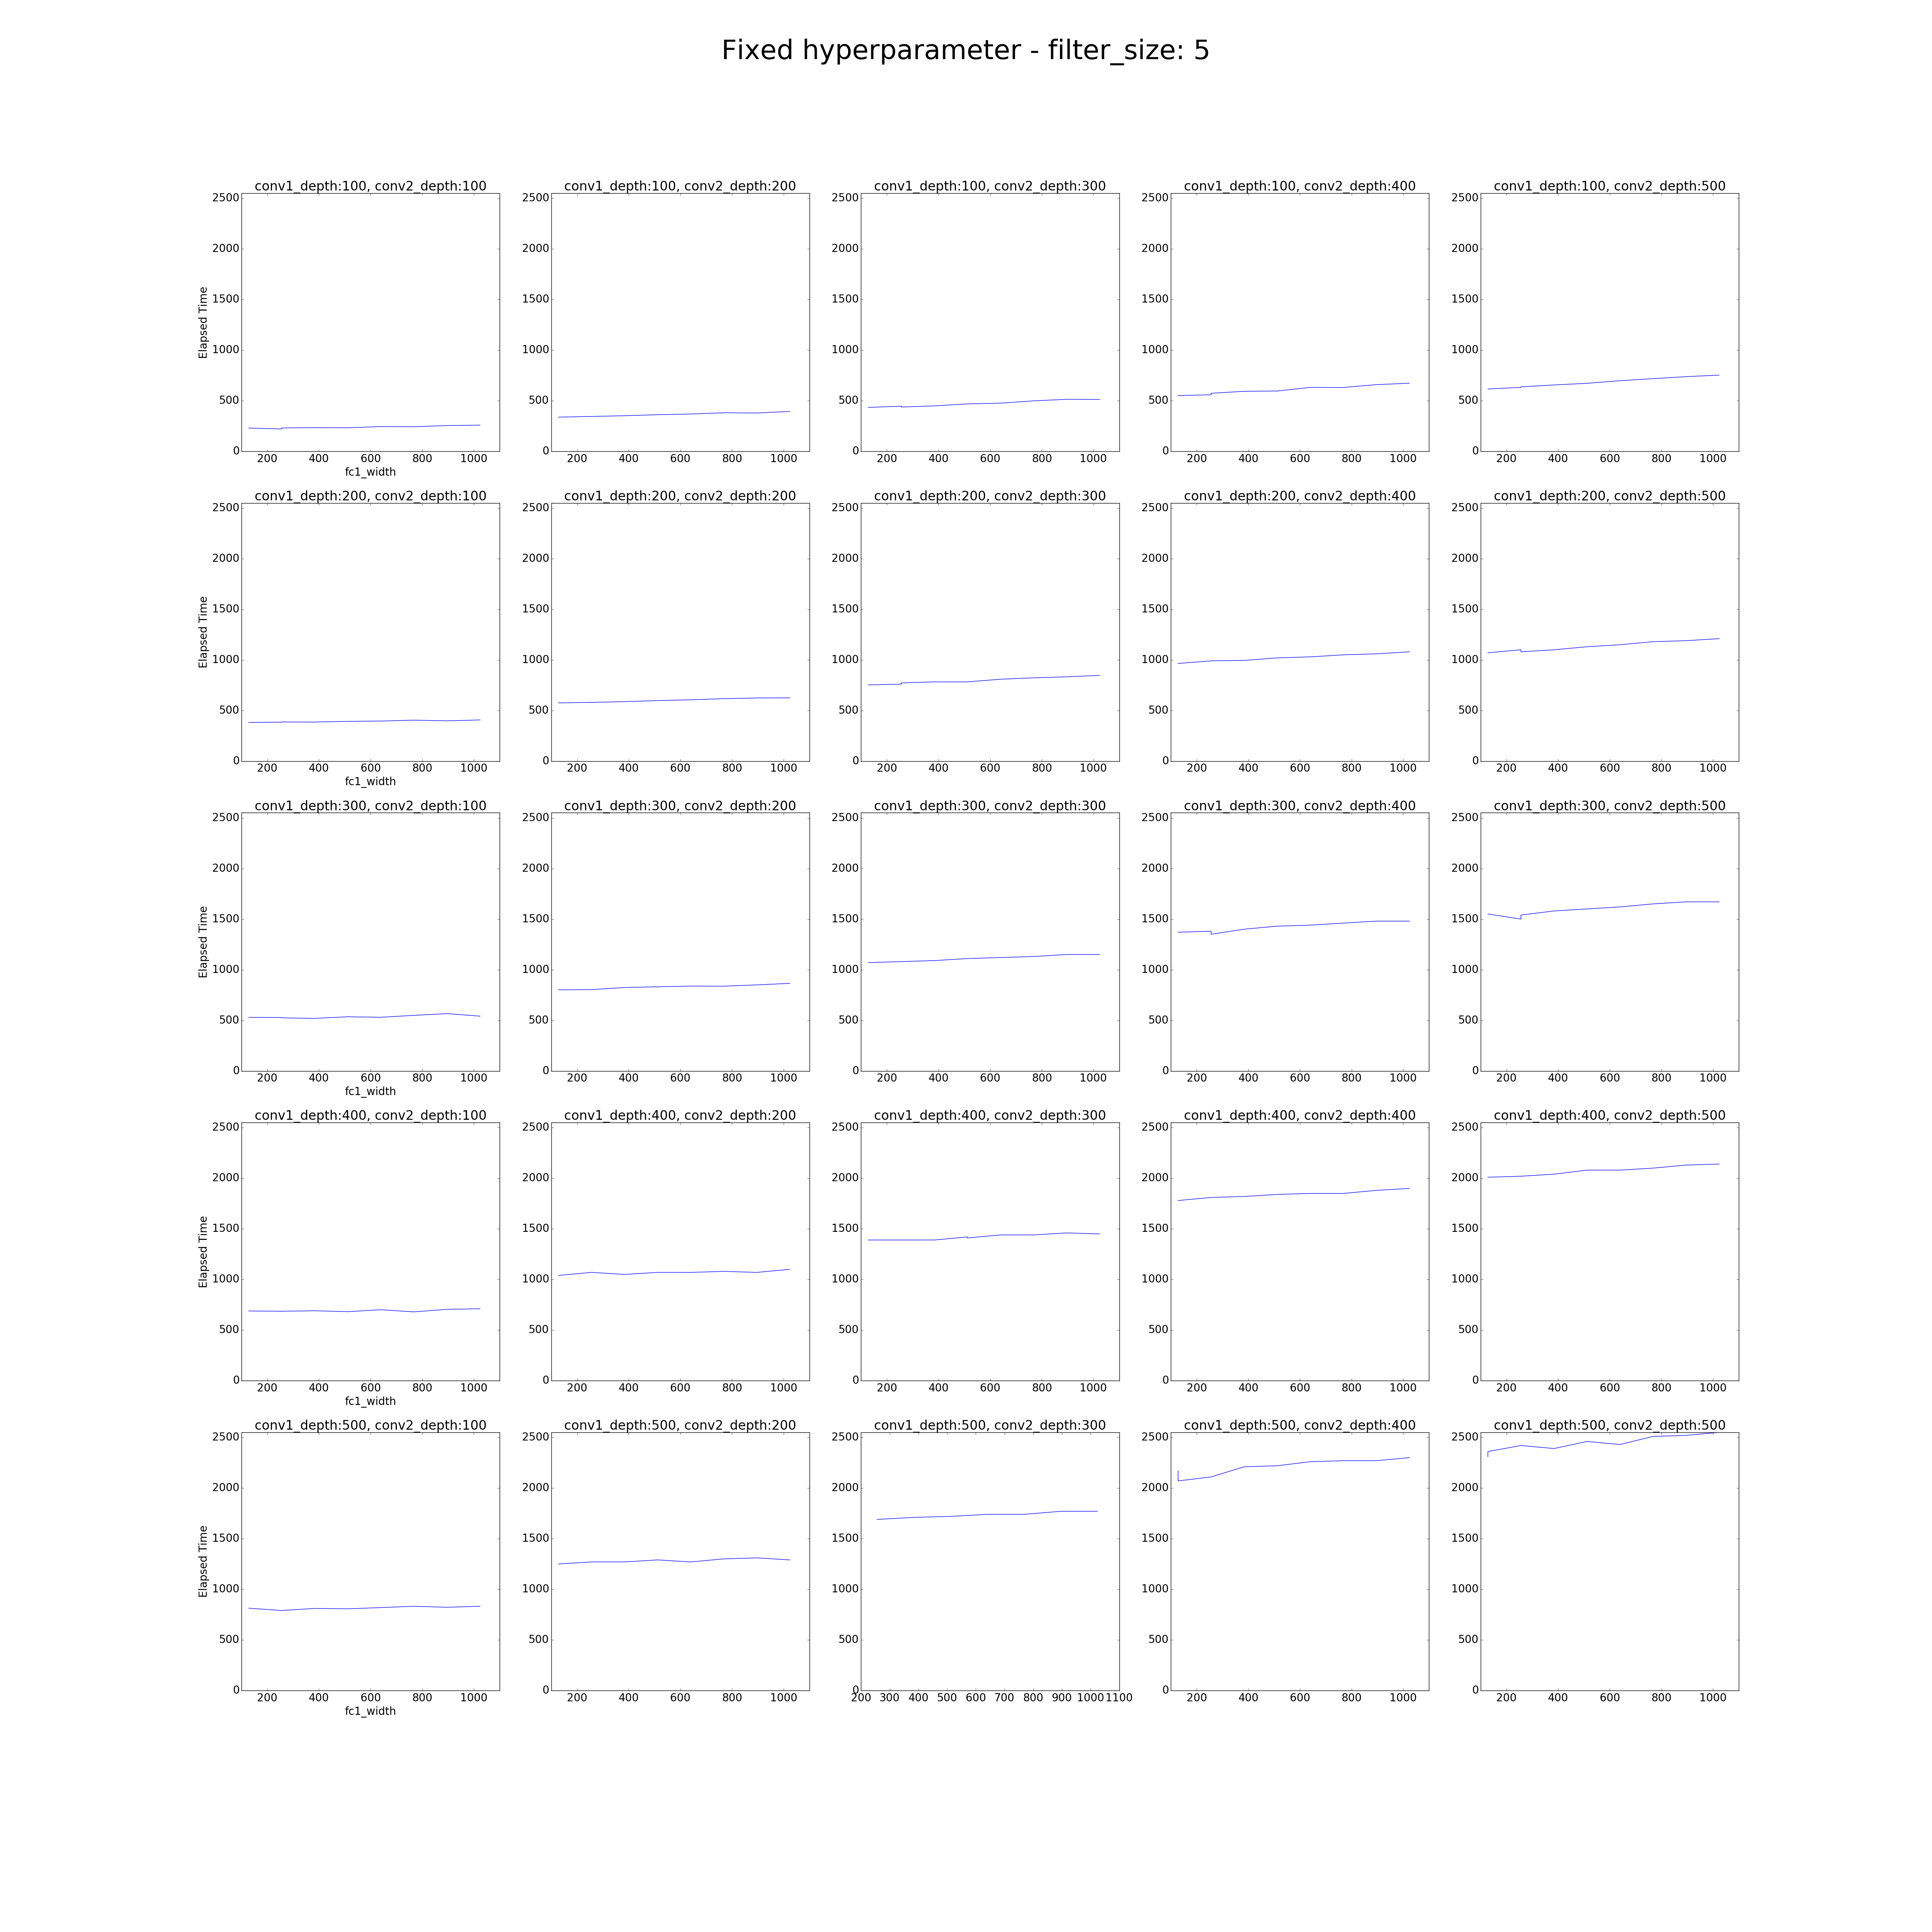 Fixed hyperparameter - filter_size: 5
conv1_depth:100, conv2_depth:100 conv1_depth:100, conv2_depth:200 conv1_depth:100, conv2_depth:300 conv1_depth:100, conv2_depth:400 conv1_depth:100, conv2_depth:500
2500 2500 2500 2500 2500
2000 2000 2000 2000 2000
1500 1500 1500 1500 1500
Elapsed Time
1000 1000 1000 1000 1000
500 500 500 500 500
0 0 0 0 0
200 400 600 800 1000 200 400 600 800 1000 200 400 600 800 1000 200 400 600 800 1000 200 400 600 800 1000
fc1_width
conv1_depth:200, conv2_depth:100 conv1_depth:200, conv2_depth:200 conv1_depth:200, conv2_depth:300 conv1_depth:200, conv2_depth:400 conv1_depth:200, conv2_depth:500
2500 2500 2500 2500 2500
2000 2000 2000 2000 2000
1500 1500 1500 1500 1500
Elapsed Time
1000 1000 1000 1000 1000
500 500 500 500 500
0 0 0 0 0
200 400 600 800 1000 200 400 600 800 1000 200 400 600 800 1000 200 400 600 800 1000 200 400 600 800 1000
fc1_width
conv1_depth:300, conv2_depth:100 conv1_depth:300, conv2_depth:200 conv1_depth:300, conv2_depth:300 conv1_depth:300, conv2_depth:400 conv1_depth:300, conv2_depth:500
2500 2500 2500 2500 2500
2000 2000 2000 2000 2000
1500 1500 1500 1500 1500
Elapsed Time
1000 1000 1000 1000 1000
500 500 500 500 500
0 0 0 0 0
200 400 600 800 1000 200 400 600 800 1000 200 400 600 800 1000 200 400 600 800 1000 200 400 600 800 1000
fc1_width
conv1_depth:400, conv2_depth:100 conv1_depth:400, conv2_depth:200 conv1_depth:400, conv2_depth:300 conv1_depth:400, conv2_depth:400 conv1_depth:400, conv2_depth:500
2500 2500 2500 2500 2500
2000 2000 2000 2000 2000
1500 1500 1500 1500 1500
Elapsed Time
1000 1000 1000 1000 1000
500 500 500 500 500
0 0 0 0 0
200 400 600 800 1000 200 400 600 800 1000 200 400 600 800 1000 200 400 600 800 1000 200 400 600 800 1000
fc1_width
conv1_depth:500, conv2_depth:100 conv1_depth:500, conv2_depth:200 conv1_depth:500, conv2_depth:300 conv1_depth:500, conv2_depth:400 conv1_depth:500, conv2_depth:500
2500 2500 2500 2500 2500
2000 2000 2000 2000 2000
1500 1500 1500 1500 1500
Elapsed Time
1000 1000 1000 1000 1000
500 500 500 500 500
0 0 0 0 0
200 400 600 800 1000 200 400 600 800 1000 200 300 400 500 600 700 800 900 1000 1100 200 400 600 800 1000 200 400 600 800 1000
fc1_width